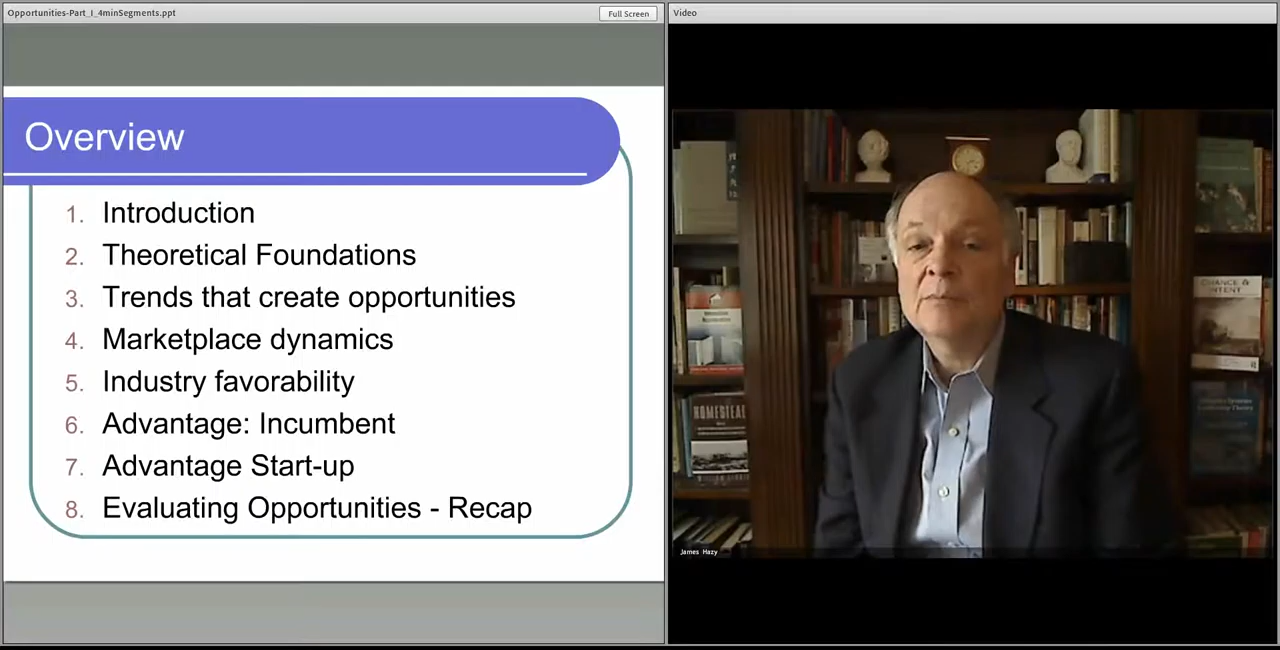 Opportunities-Part_I_4minSegments.ppt
Full Screen
Overview
1. Introduction
2. Theoretical Foundations
3. Trends that create opportunities
4. Marketplace dynamics
5. Industry favorability
6. Advantage: Incumbent
7. Advantage Start-up
8. Evaluating Opportunities - Recap
Video
HOMESTEAD
James Hazy